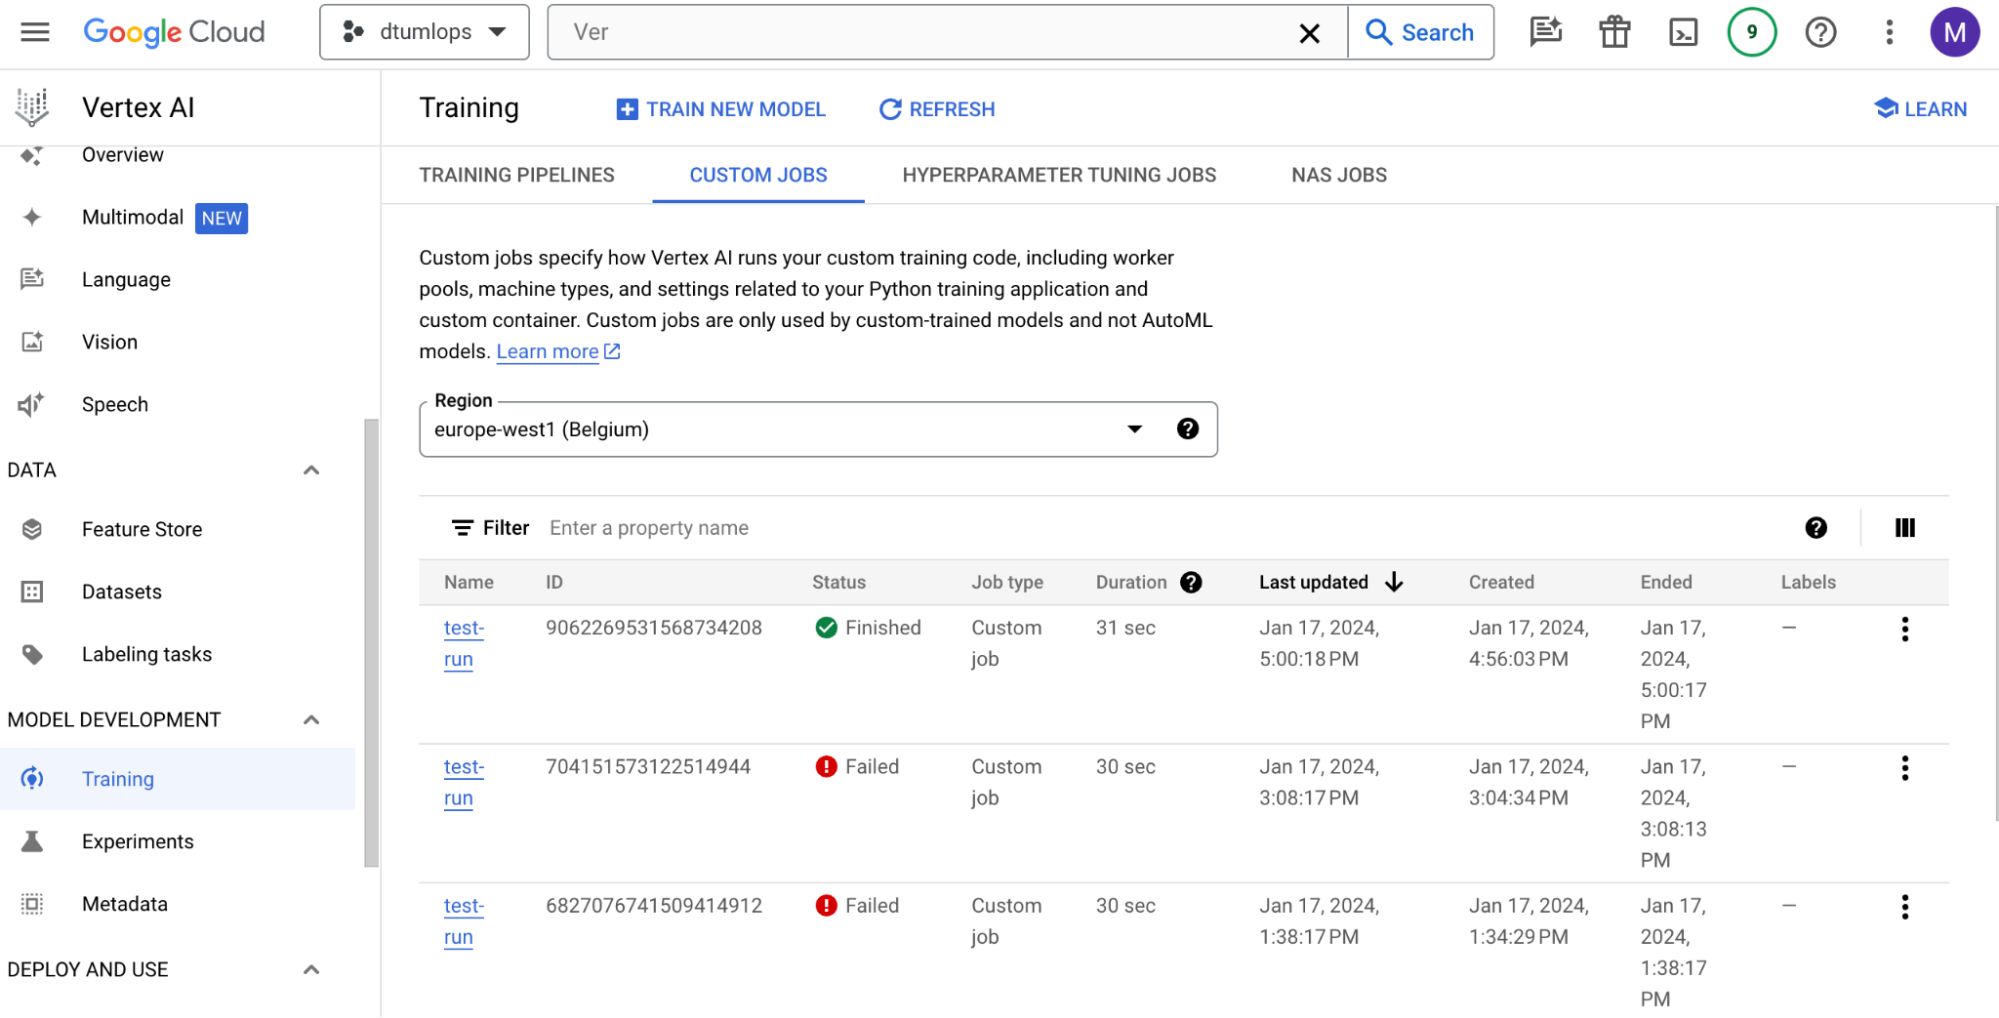 Google Cloud
dtumlops
Ver
Search
9
M
Vertex AI
Training
TRAIN NEW MODEL
REFRESH
LEARN
Overview
Multimodal NEW
Language
Vision
Speech
DATA
Feature Store
Datasets
Labeling tasks
MODEL DEVELOPMENT
Training
Experiments
Metadata
DEPLOY AND USE
TRAINING PIPELINES
CUSTOM JOBS
HYPERPARAMETER TUNING JOBS
NAS JOBS
Custom jobs specify how Vertex AI runs your custom training code, including worker
pools, machine types, and settings related to your Python training application and
custom container. Custom jobs are only used by custom-trained models and not AutoML
models. Learn more
Region
europe-west1 (Belgium)
Filter Enter a property name
Name ID Status Job type Duration Last updated Created Ended Labels
test- 9062269531568734208 Finished Custom 31 sec Jan 17, 2024, Jan 17, 2024, Jan 17, –
run job 5:00:18 PM 4:56:03 PM 2024,
5:00:17
PM
test- 704151573122514944 Failed Custom 30 sec Jan 17, 2024, Jan 17, 2024, Jan 17, –
run job 3:08:17 PM 3:04:34 PM 2024,
3:08:13
PM
test- 6827076741509414912 Failed Custom 30 sec Jan 17, 2024, Jan 17, 2024, Jan 17, –
run job 1:38:17 PM 1:34:29 PM 2024,
1:38:17
PM